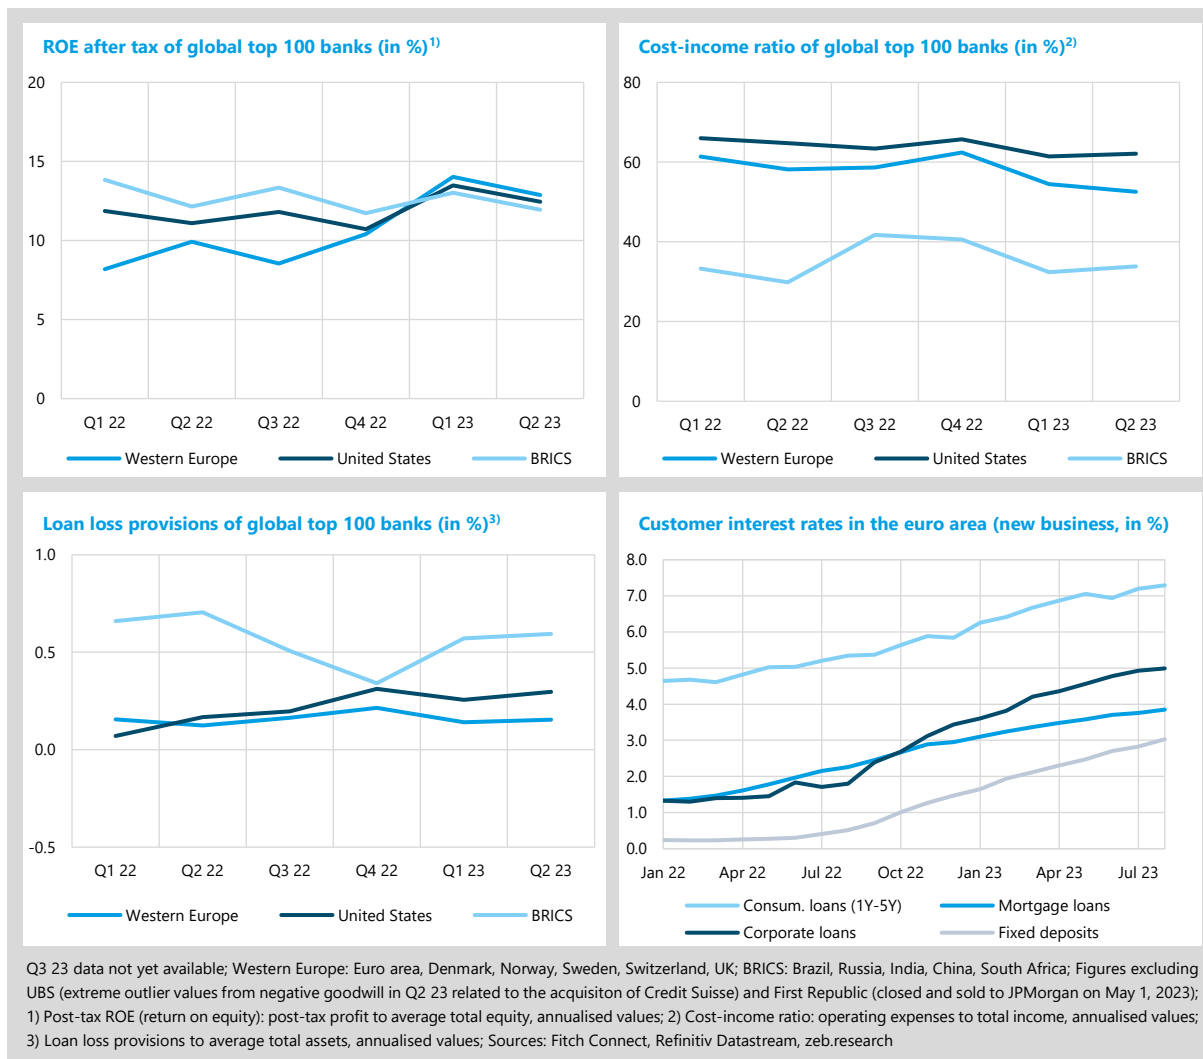 ROE after tax of global top 100 banks (in %)1)
20
15
10
5
0
Q1 22 Q2 22 Q3 22 Q4 22 Q1 23 Q2 23
Western Europe United States BRICS
Cost-income ratio of global top 100 banks (in %)2)
80
60
40
20
0
Q1 22 Q2 22 Q3 22 Q4 22 Q1 23 Q2 23
Western Europe United States BRICS
Loan loss provisions of global top 100 banks (in %)3)
1.0
0.5
0.0
-0.5
Q1 22 Q2 22 Q3 22 Q4 22 Q1 23 Q2 23
Western Europe United States BRICS
Customer interest rates in the euro area (new business, in %)
8.0
7.0
6.0
5.0
4.0
3.0
2.0
1.0
0.0
Jan 22 Apr 22 Jul 22 Oct 22 Jan 23 Apr 23 Jul 23
Consum. loans (1Y-5Y) Mortgage loans
Corporate loans Fixed deposits
Q3 23 data not yet available; Western Europe: Euro area, Denmark, Norway, Sweden, Switzerland, UK; BRICS: Brazil, Russia, India, China, South Africa; Figures excluding
UBS (extreme outlier values from negative goodwill in Q2 23 related to the acquisiton of Credit Suisse) and First Republic (closed and sold to JPMorgan on May 1, 2023);
1) Post-tax ROE (return on equity): post-tax profit to average total equity, annualised values; 2) Cost-income ratio: operating expenses to total income, annualised values;
3) Loan loss provisions to average total assets, annualised values; Sources: Fitch Connect, Refinitiv Datastream, zeb.research